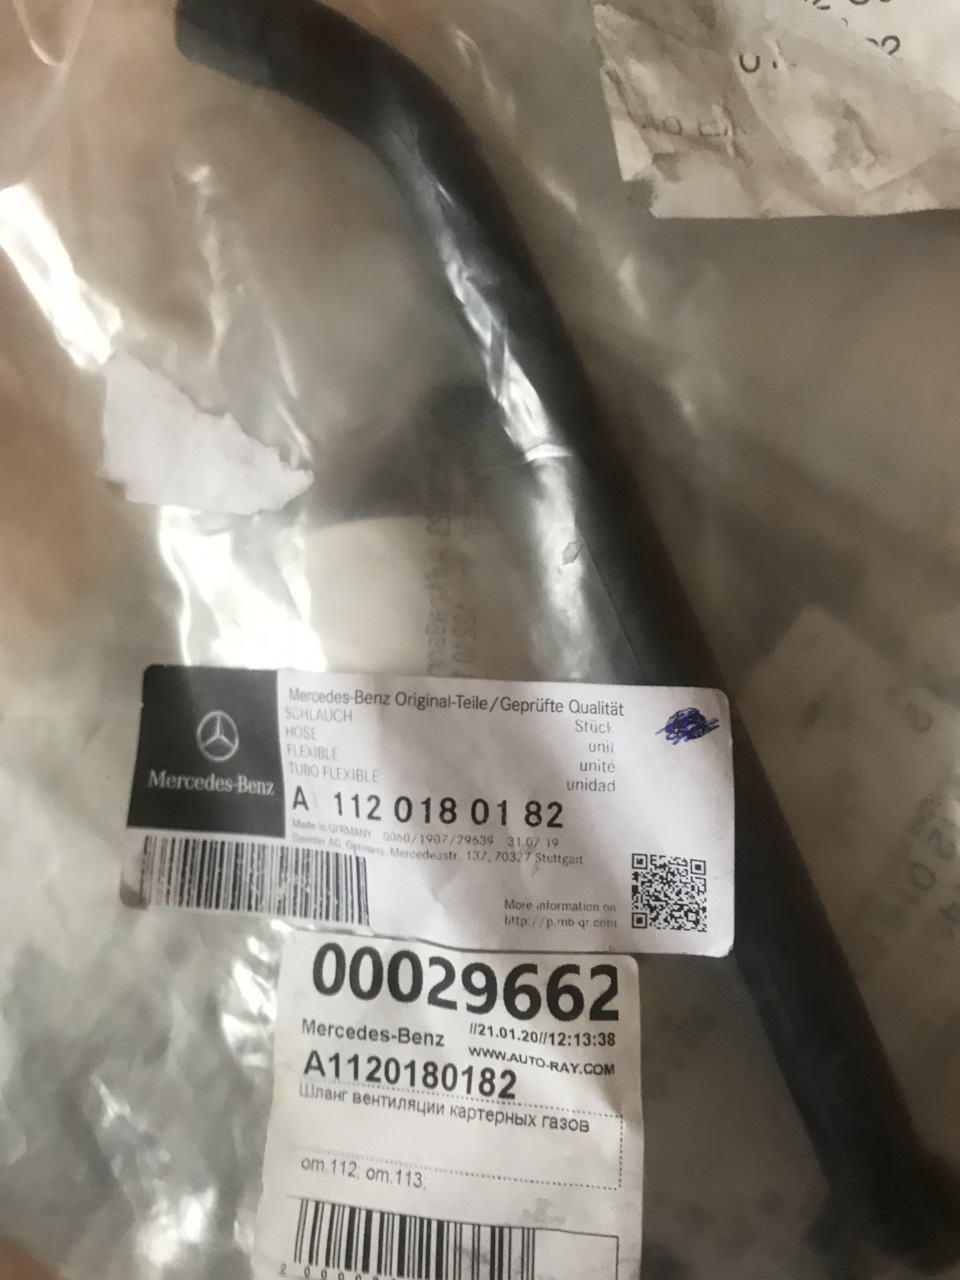 Mercedes-Benz
Mercedes-Benz Original-Teile/Geprüfte Qualität
SCHLAUCH Stück
HOSE unit
FLEXIBLE unité
TUBO FLEXIBLE unidad
A 112 018 01 82
Made in GERMANY 0060/1907/29639 31.07.19
Daimler AG, Germany, Mercedesstr. 137, 70327 Stuttgart
More information on
http://p.mb-qr.com
00029662
Mercedes-Benz //21.01.20//12:13:38
WWW.AUTO-RAY.COM
A1120180182
Шланг вентиляции картерных газов
om.112; om.113;